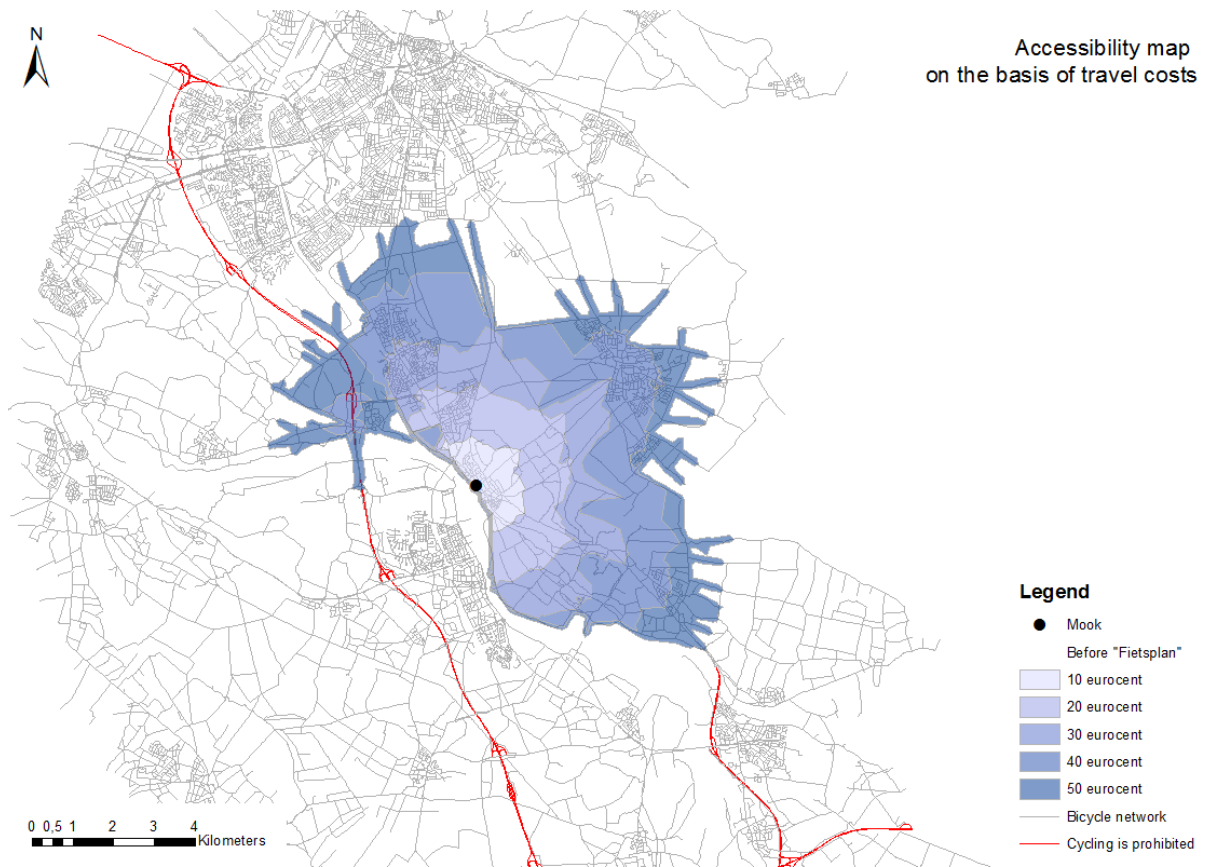 N
Accessibility map
on the basis of travel costs
Legend
Mook
Before "Fietsplan"
10 eurocent
20 eurocent
30 eurocent
40 eurocent
50 eurocent
Bicycle network
Cycling is prohibited
0 0,5 1 2 3 4
Kilometers